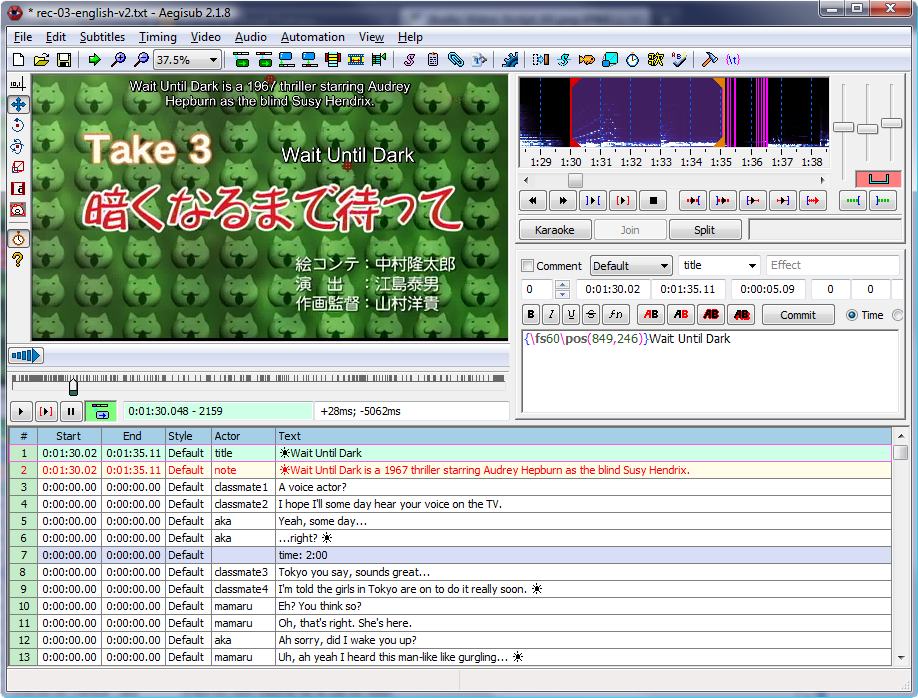 * rec-03-english-v2.txt - Aegisub 2.1.8
File Edit Subtitles Timing Video Audio Automation View Help
37.5%
Wait Until Dark is a 1967 thriller starring Audrey
Hepburn as the blind Susy Hendrix.
Take 3
Wait Until Dark
暗くなるまで待って
絵コンテ：中村隆太郎
演 出 ：江島泰男
作画監督：山村洋貴
1:29 1:30 1:31 1:32 1:33 1:34 1:35 1:36 1:37 1:38
Karaoke Join Split
Comment Default title Effect
0 0:01:30.02 0:01:35.11 0:00:05.09 0 0
B I U S fn AB AB AB AB Commit Time
{\fs60\pos(849,246)}Wait Until Dark
0:01:30.048 - 2159 +28ms; -5062ms
# Start End Style Actor Text
1 0:01:30.02 0:01:35.11 Default title ☀Wait Until Dark
2 0:01:30.02 0:01:35.11 Default note ☀Wait Until Dark is a 1967 thriller starring Audrey Hepburn as the blind Susy Hendrix.
3 0:00:00.00 0:00:00.00 Default classmate1 A voice actor?
4 0:00:00.00 0:00:00.00 Default classmate2 I hope I'll some day hear your voice on the TV.
5 0:00:00.00 0:00:00.00 Default aka Yeah, some day...
6 0:00:00.00 0:00:00.00 Default aka ...right? ☀
7 0:00:00.00 0:00:00.00 Default time: 2:00
8 0:00:00.00 0:00:00.00 Default classmate3 Tokyo you say, sounds great...
9 0:00:00.00 0:00:00.00 Default classmate4 I'm told the girls in Tokyo are on to do it really soon. ☀
10 0:00:00.00 0:00:00.00 Default mamaru Eh? You think so?
11 0:00:00.00 0:00:00.00 Default mamaru Oh, that's right. She's here.
12 0:00:00.00 0:00:00.00 Default aka Ah sorry, did I wake you up?
13 0:00:00.00 0:00:00.00 Default mamaru Uh, ah yeah I heard this man-like like gurgling... ☀